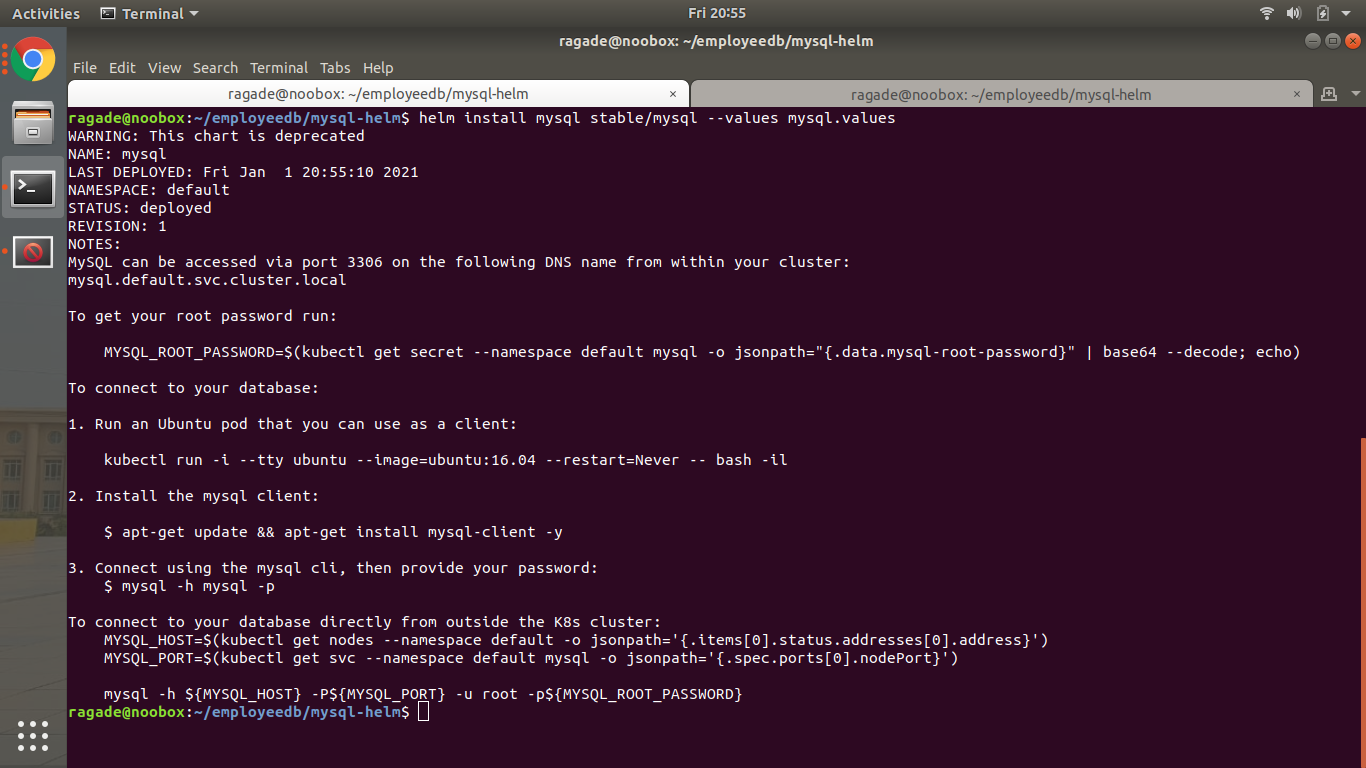 Activities Terminal Fri 20:55
ragade@noobox: ~/employeedb/mysql-helm
File Edit View Search Terminal Tabs Help
ragade@noobox: ~/employeedb/mysql-helm × ragade@noobox: ~/employeedb/mysql-helm ×
ragade@noobox:~/employeedb/mysql-helm$ helm install mysql stable/mysql --values mysql.values
WARNING: This chart is deprecated
NAME: mysql
LAST DEPLOYED: Fri Jan  1 20:55:10 2021
NAMESPACE: default
STATUS: deployed
REVISION: 1
NOTES:
MySQL can be accessed via port 3306 on the following DNS name from within your cluster:
mysql.default.svc.cluster.local

To get your root password run:

    MYSQL_ROOT_PASSWORD=$(kubectl get secret --namespace default mysql -o jsonpath="{.data.mysql-root-password}" | base64 --decode; echo)

To connect to your database:

1. Run an Ubuntu pod that you can use as a client:

    kubectl run -i --tty ubuntu --image=ubuntu:16.04 --restart=Never -- bash -il

2. Install the mysql client:

    $ apt-get update && apt-get install mysql-client -y

3. Connect using the mysql cli, then provide your password:
    $ mysql -h mysql -p

To connect to your database directly from outside the K8s cluster:
    MYSQL_HOST=$(kubectl get nodes --namespace default -o jsonpath='{.items[0].status.addresses[0].address}')
    MYSQL_PORT=$(kubectl get svc --namespace default mysql -o jsonpath='{.spec.ports[0].nodePort}')

    mysql -h ${MYSQL_HOST} -P${MYSQL_PORT} -u root -p${MYSQL_ROOT_PASSWORD}
ragade@noobox:~/employeedb/mysql-helm$